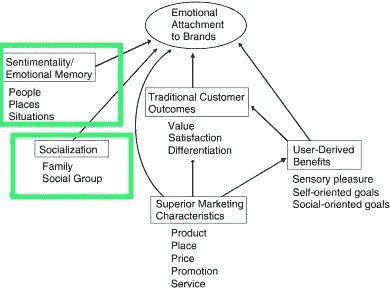 Emotional
Attachment
to Brands
Sentimentality/
Emotional Memory
People
Places
Situations
Traditional Customer
Outcomes
Value
Satisfaction
Differentiation
Socialization
Family
Social Group
User-Derived
Benefits
Sensory pleasure
Self-oriented goals
Social-oriented goals
Superior Marketing
Characteristics
Product
Place
Price
Promotion
Service